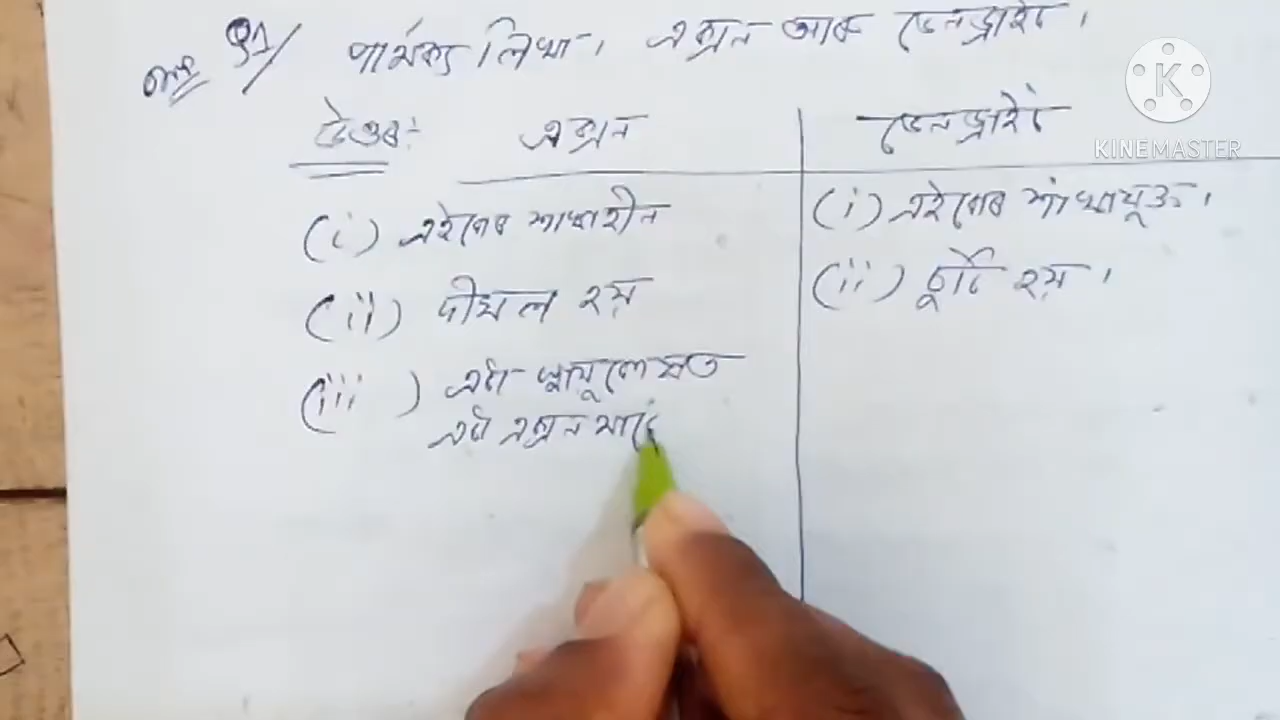 Q1/ পাৰ্থক্য লিখা। এক্সন আৰু ডেনড্ৰাইট।
উত্তৰঃ এক্সন ডেনড্ৰাইট
(i) এইবোৰ শাখাহীন
(i) এইবোৰ শাখাযুক্ত।
(ii) দীঘল হয়
(ii) চুটি হয়।
(iii) এটা স্নায়ুকোষত
এটা এক্সন থাকে
K
KINEMASTER